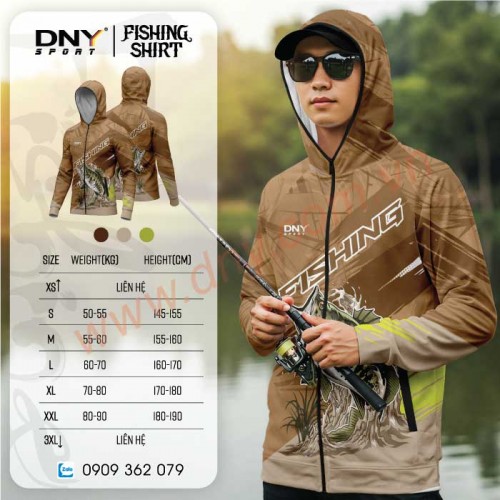 DNY
SPORT
FISHING
SHIRT
FISHING
SIZE WEIGHT(KG) HEIGHT(CM)
XS↑ LIÊN HỆ
S 50-55 145-155
M 55-60 155-160
L 60-70 160-170
XL 70-80 170-180
XXL 80-90 180-190
3XL↓ LIÊN HỆ
Zalo 0909 362 079
DNY
SPORT
FISHING